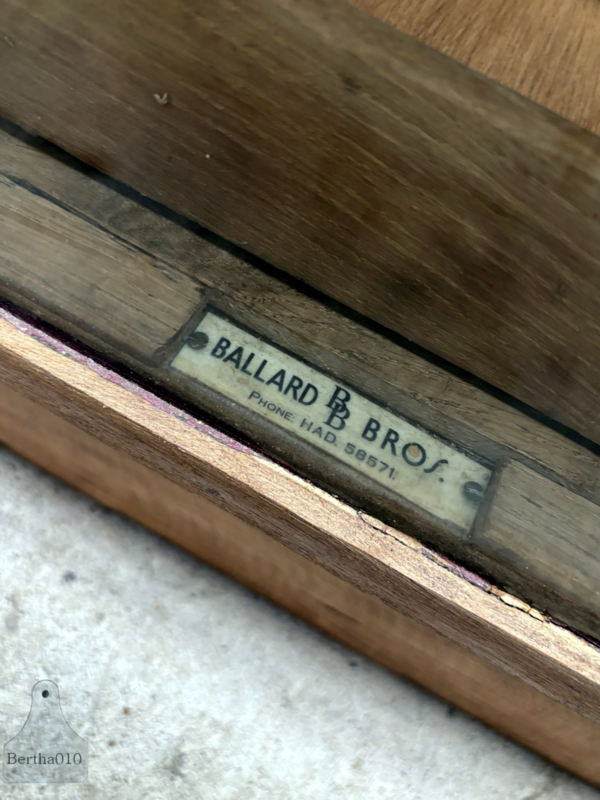 BALLARD BB BROS.
PHONE HAD. 58571.
Bertha010